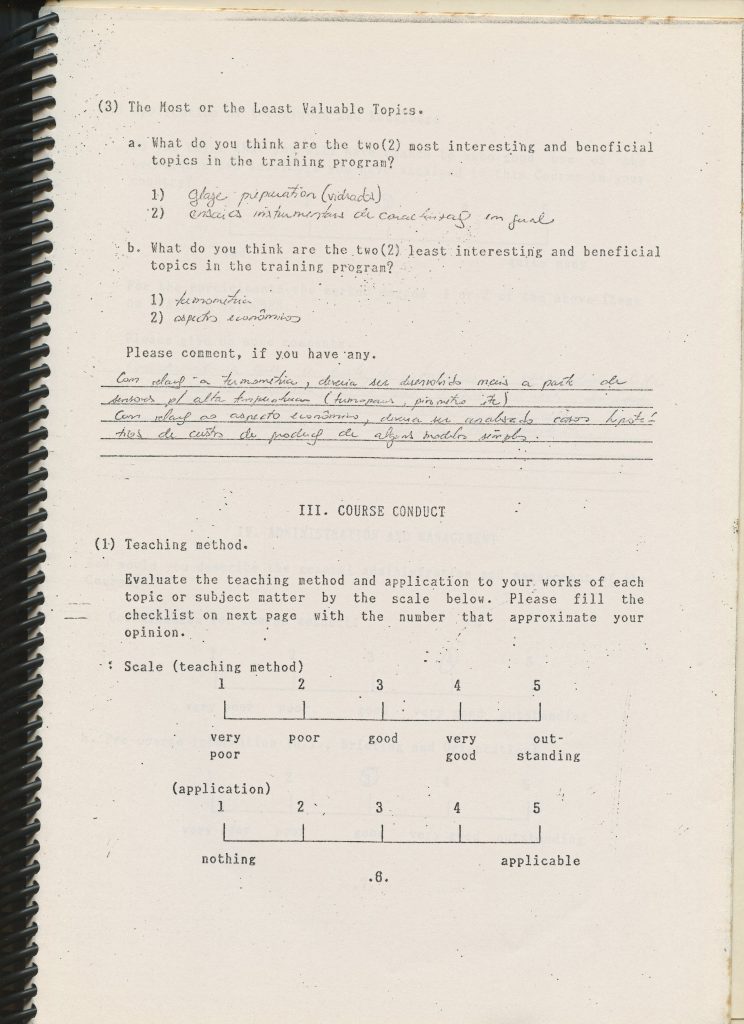 (3) The Most or the Least Valuable Topics.
a. What do you think are the two(2) most interesting and beneficial
topics in the training program?
1) glaze preparation (vidrados)
2) ensaios instrumentais de em geral
b. What do you think are the two(2) least interesting and beneficial
topics in the training program?
1) termometria
2) aspectos econômicos
Please comment, if you have any.
Com relação a termometria, deveria ser desenvolvido mais a parte de
sensores p/ alta temperatura (termopares, pirômetro etc)
Com relação ao aspecto econômico, deveria ser analisado casos hipoté-
ticos de custos de produção de alguns modelos simples.
III. COURSE CONDUCT
(1) Teaching method.
Evaluate the teaching method and application to your works of each
topic or subject matter by the scale below. Please fill the
checklist on next page with the number that approximate your
opinion.
Scale (teaching method)
1 2 3 4 5
very poor good very out-
poor good standing
(application)
1 2 3 4 5
nothing applicable
.6.